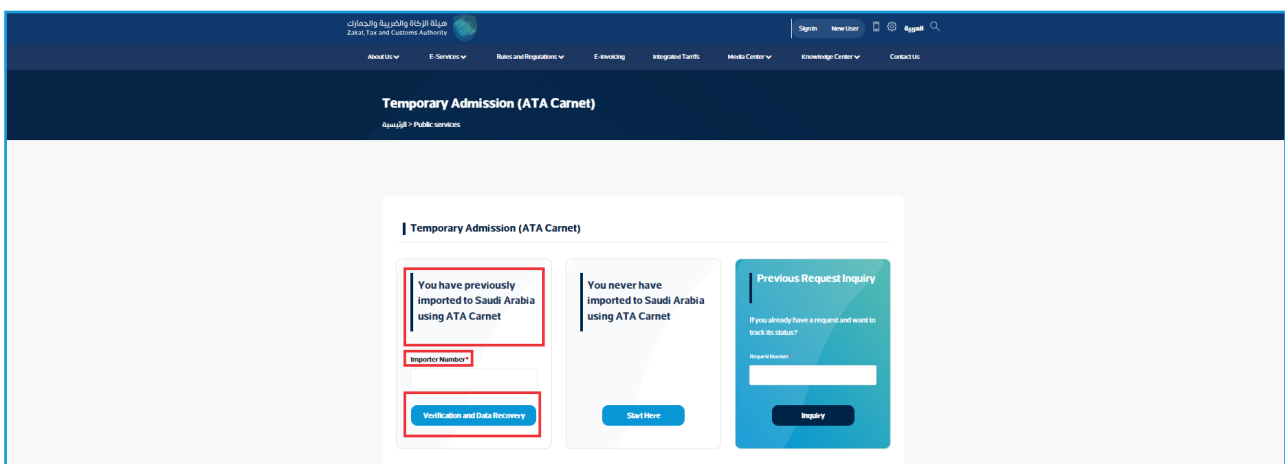 هيئة الزكاة والضريبة والجمارك
Zakat, Tax and Customs Authority
Sign in New User العربية
About Us E-Services Rules and Regulations E-Invoicing Integrated Tariffs Media Center Knowledge Center Contact Us
Temporary Admission (ATA Carnet)
الرئيسية > Public services
Temporary Admission (ATA Carnet)
You have previously
imported to Saudi Arabia
using ATA Carnet
Importer Number*
Verification and Data Recovery
You never have
imported to Saudi Arabia
using ATA Carnet
Start Here
Previous Request Inquiry
If you already have a request and want to
track its status?
Request Number
Inquiry